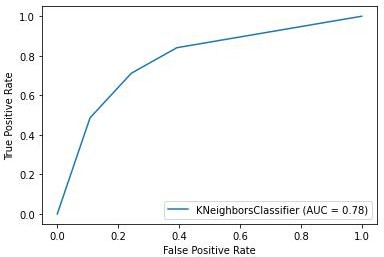 1.0
0.8
0.6
0.4
0.2
0.0
True Positive Rate
KNeighborsClassifier (AUC = 0.78)
0.0 0.2 0.4 0.6 0.8 1.0
False Positive Rate